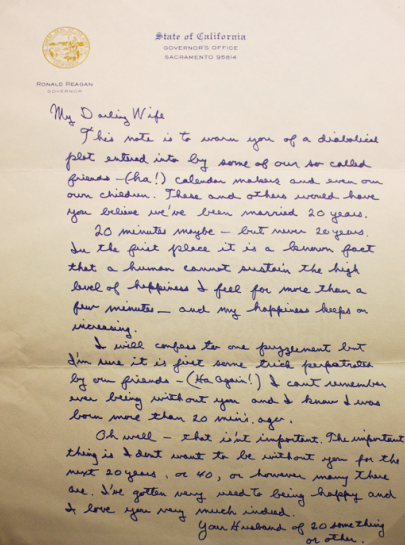 State of California
GOVERNOR'S OFFICE
SACRAMENTO 95814
RONALD REAGAN
GOVERNOR
My Darling Wife
This note is to warn you of a diabolical
plot entered into by some of our so called
friends - (ha!) calendar makers and even our
own children. These and others would have
you believe we've been married 20 years.
20 minutes maybe - but never 20 years.
In the first place it is a known fact
that a human cannot sustain the high
level of happiness I feel for more than a
few minutes - and my happiness keeps on
increasing.
I will confess to one puzzlement but
I'm sure it is just some trick perpetrated
by our friends - (Ha again!) I can't remember
ever being without you and I know I was
born more than 20 mins. ago.
Oh well - that isn't important. The important
thing is I don't want to be without you for the
next 20 years, or 40, or however many there
are. I've gotten very used to being happy and
I love you very much indeed.
Your Husband of 20 something
or other.